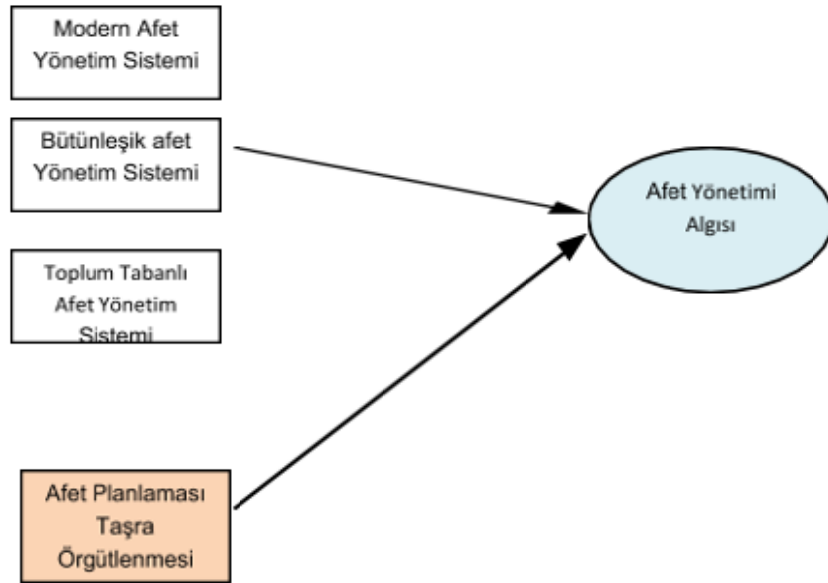 Modern Afet
Yönetim Sistemi
Bütünleşik afet
Yönetim Sistemi
Toplum Tabanlı
Afet Yönetim
Sistemi
Afet Planlaması
Taşra
Örgütlenmesi
Afet Yönetimi
Algısı